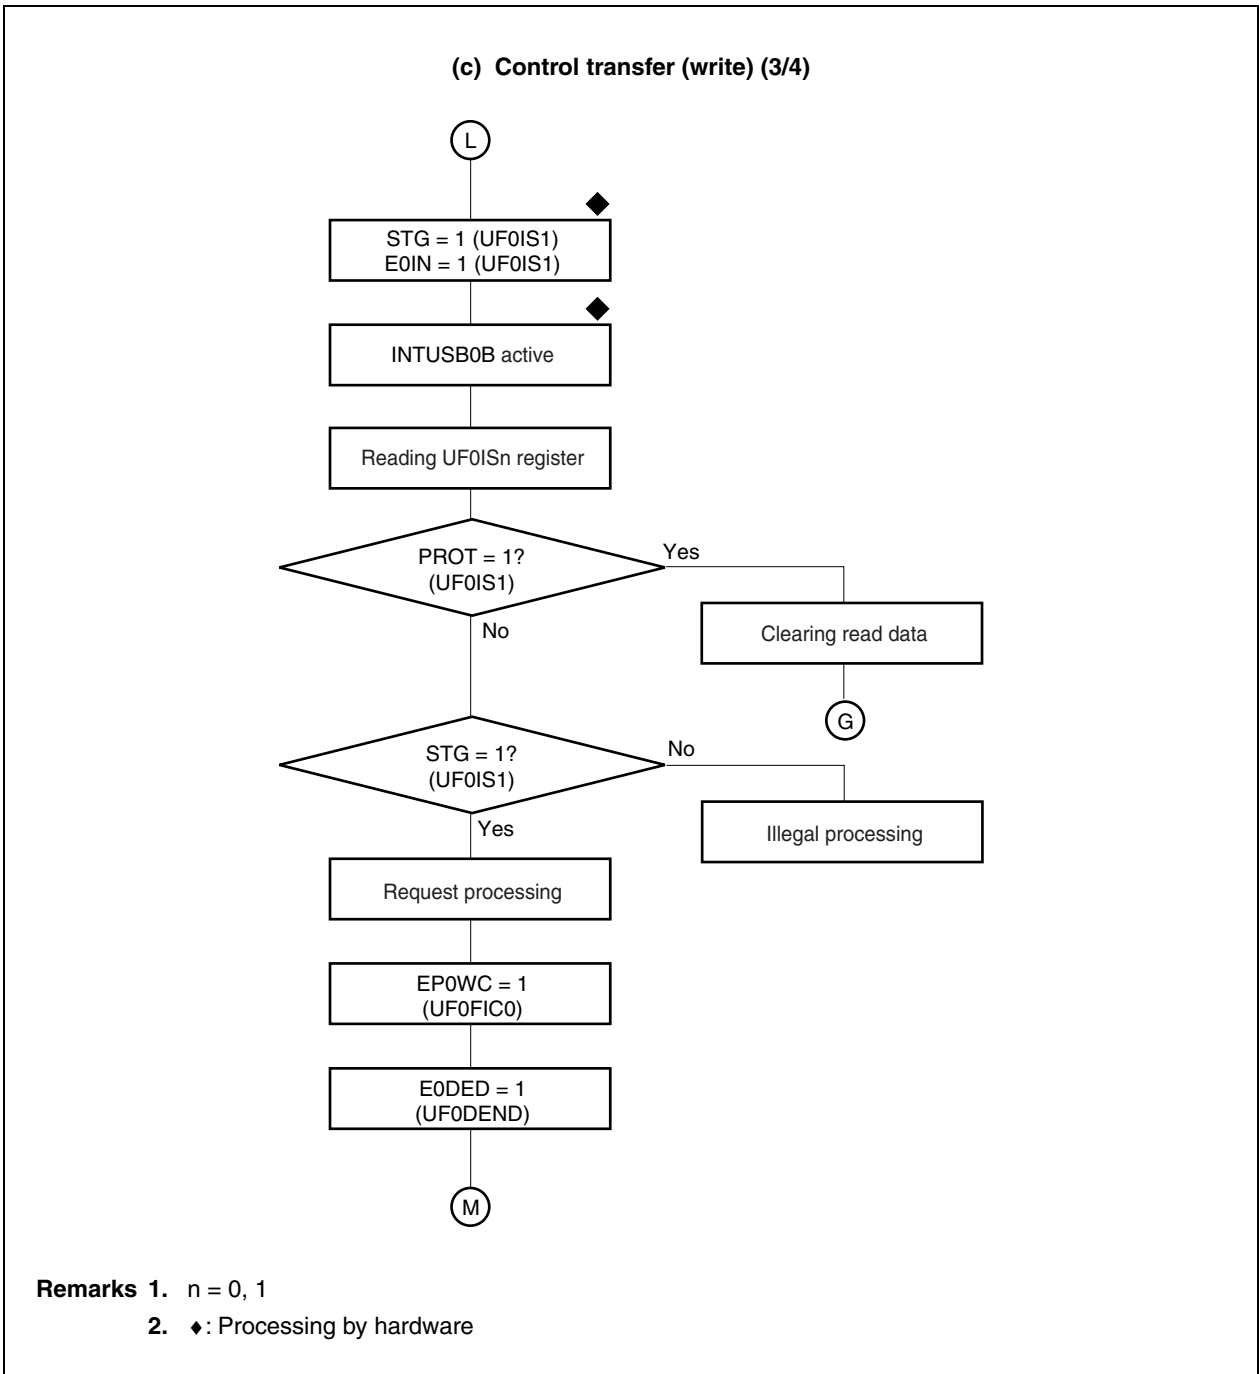 (c) Control transfer (write) (3/4)
L
STG = 1 (UF0IS1)
E0IN = 1 (UF0IS1)
INTUSB0B active
Reading UF0ISn register
PROT = 1?
(UF0IS1)
Yes
No
Clearing read data
G
STG = 1?
(UF0IS1)
No
Yes
Illegal processing
Request processing
EP0WC = 1
(UF0FIC0)
E0DED = 1
(UF0DEND)
M
Remarks 1. n = 0, 1
2. ♦: Processing by hardware